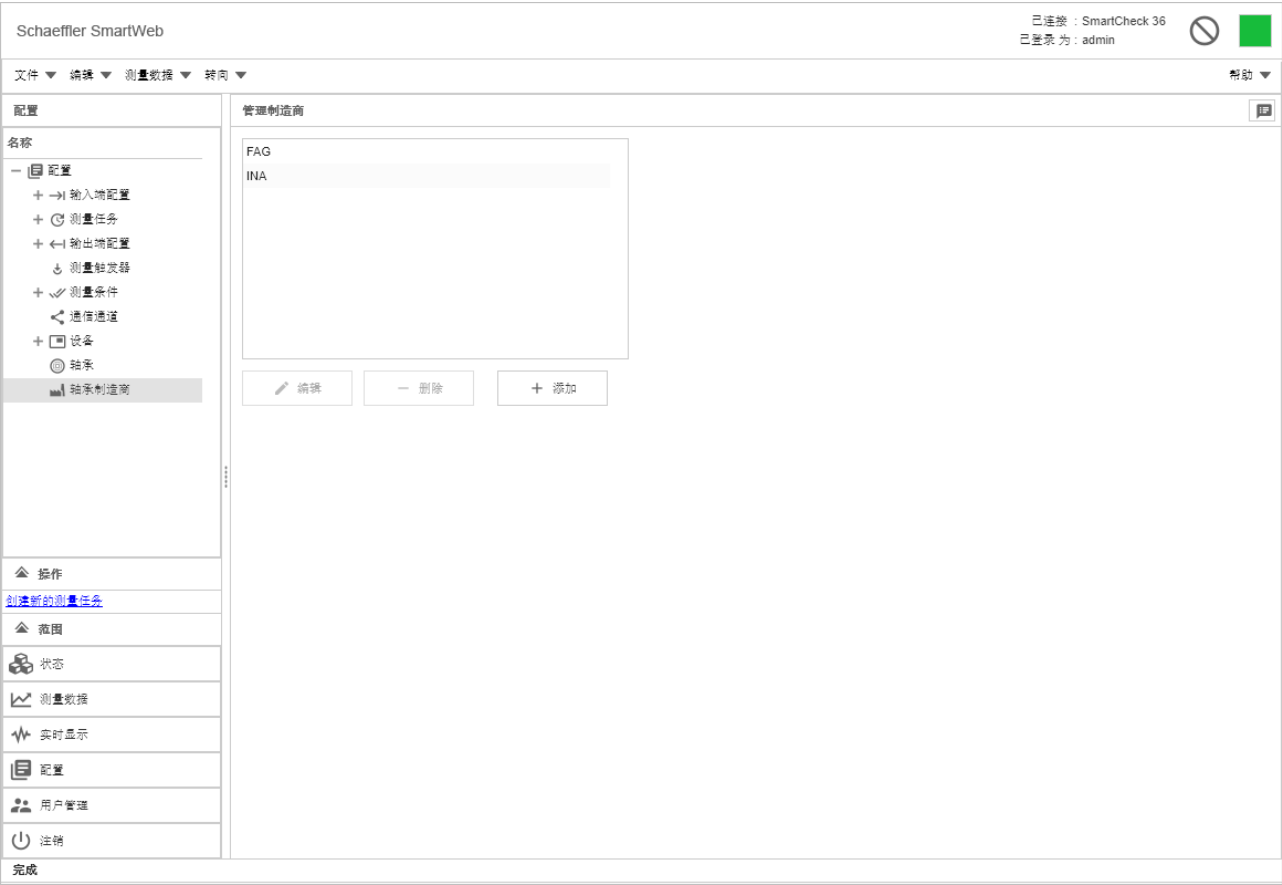 Schaeffler SmartWeb
已连接 : SmartCheck 36
已登录 为 : admin
文件 编辑 测量数据 转向 帮助
配置
管理制造商
名称
FAG
INA
配置
输入端配置
测量任务
输出端配置
测量触发器
测量条件
通信通道
设备
轴承
轴承制造商
编辑 删除 添加
操作
创建新的测量任务
范围
状态
测量数据
实时显示
配置
用户管理
注销
完成